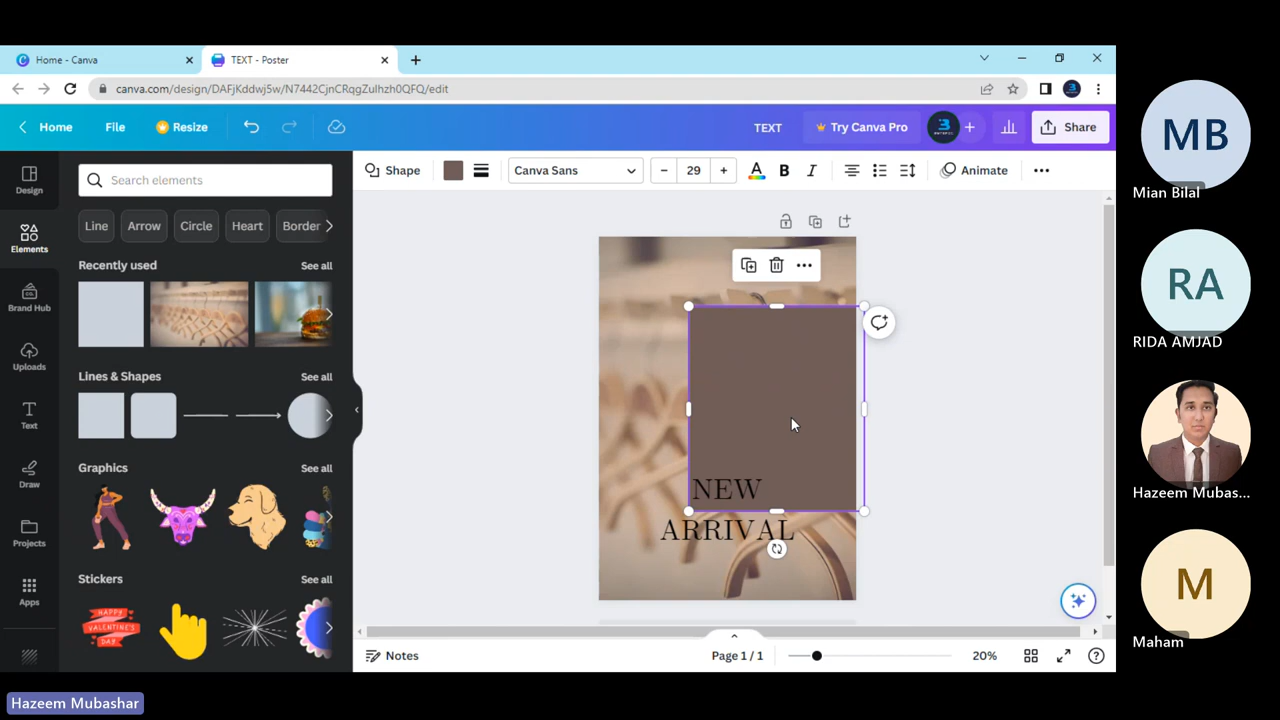 Home - Canva
TEXT - Poster
canva.com/design/DAFjKddwj5w/N7442CjnCRqgZulhzh0QFQ/edit
Home
File
Resize
TEXT
Try Canva Pro
Share
Design
Elements
Brand Hub
Uploads
Text
Draw
Projects
Apps
Search elements
Line
Arrow
Circle
Heart
Border
Recently used
See all
Lines & Shapes
See all
Graphics
See all
Stickers
See all
HAPPY
VALENTINE'S
DAY
Shape
Canva Sans
29
A
B
I
Animate
NEW
ARRIVAL
Notes
Page 1 / 1
20%
MB
Mian Bilal
RA
RIDA AMJAD
Hazeem Mubas...
M
Maham
Hazeem Mubashar